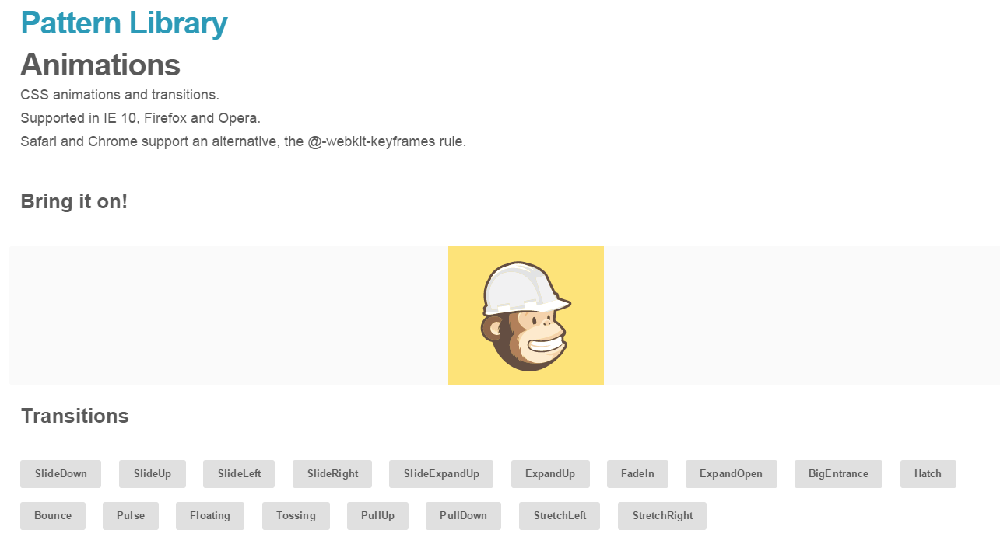 Pattern Library
Animations
CSS animations and transitions.
Supported in IE 10, Firefox and Opera.
Safari and Chrome support an alternative, the @-webkit-keyframes rule.
Bring it on!
Transitions
SlideDown SlideUp SlideLeft SlideRight SlideExpandUp ExpandUp FadeIn ExpandOpen BigEntrance Hatch
Bounce Pulse Floating Tossing PullUp PullDown StretchLeft StretchRight